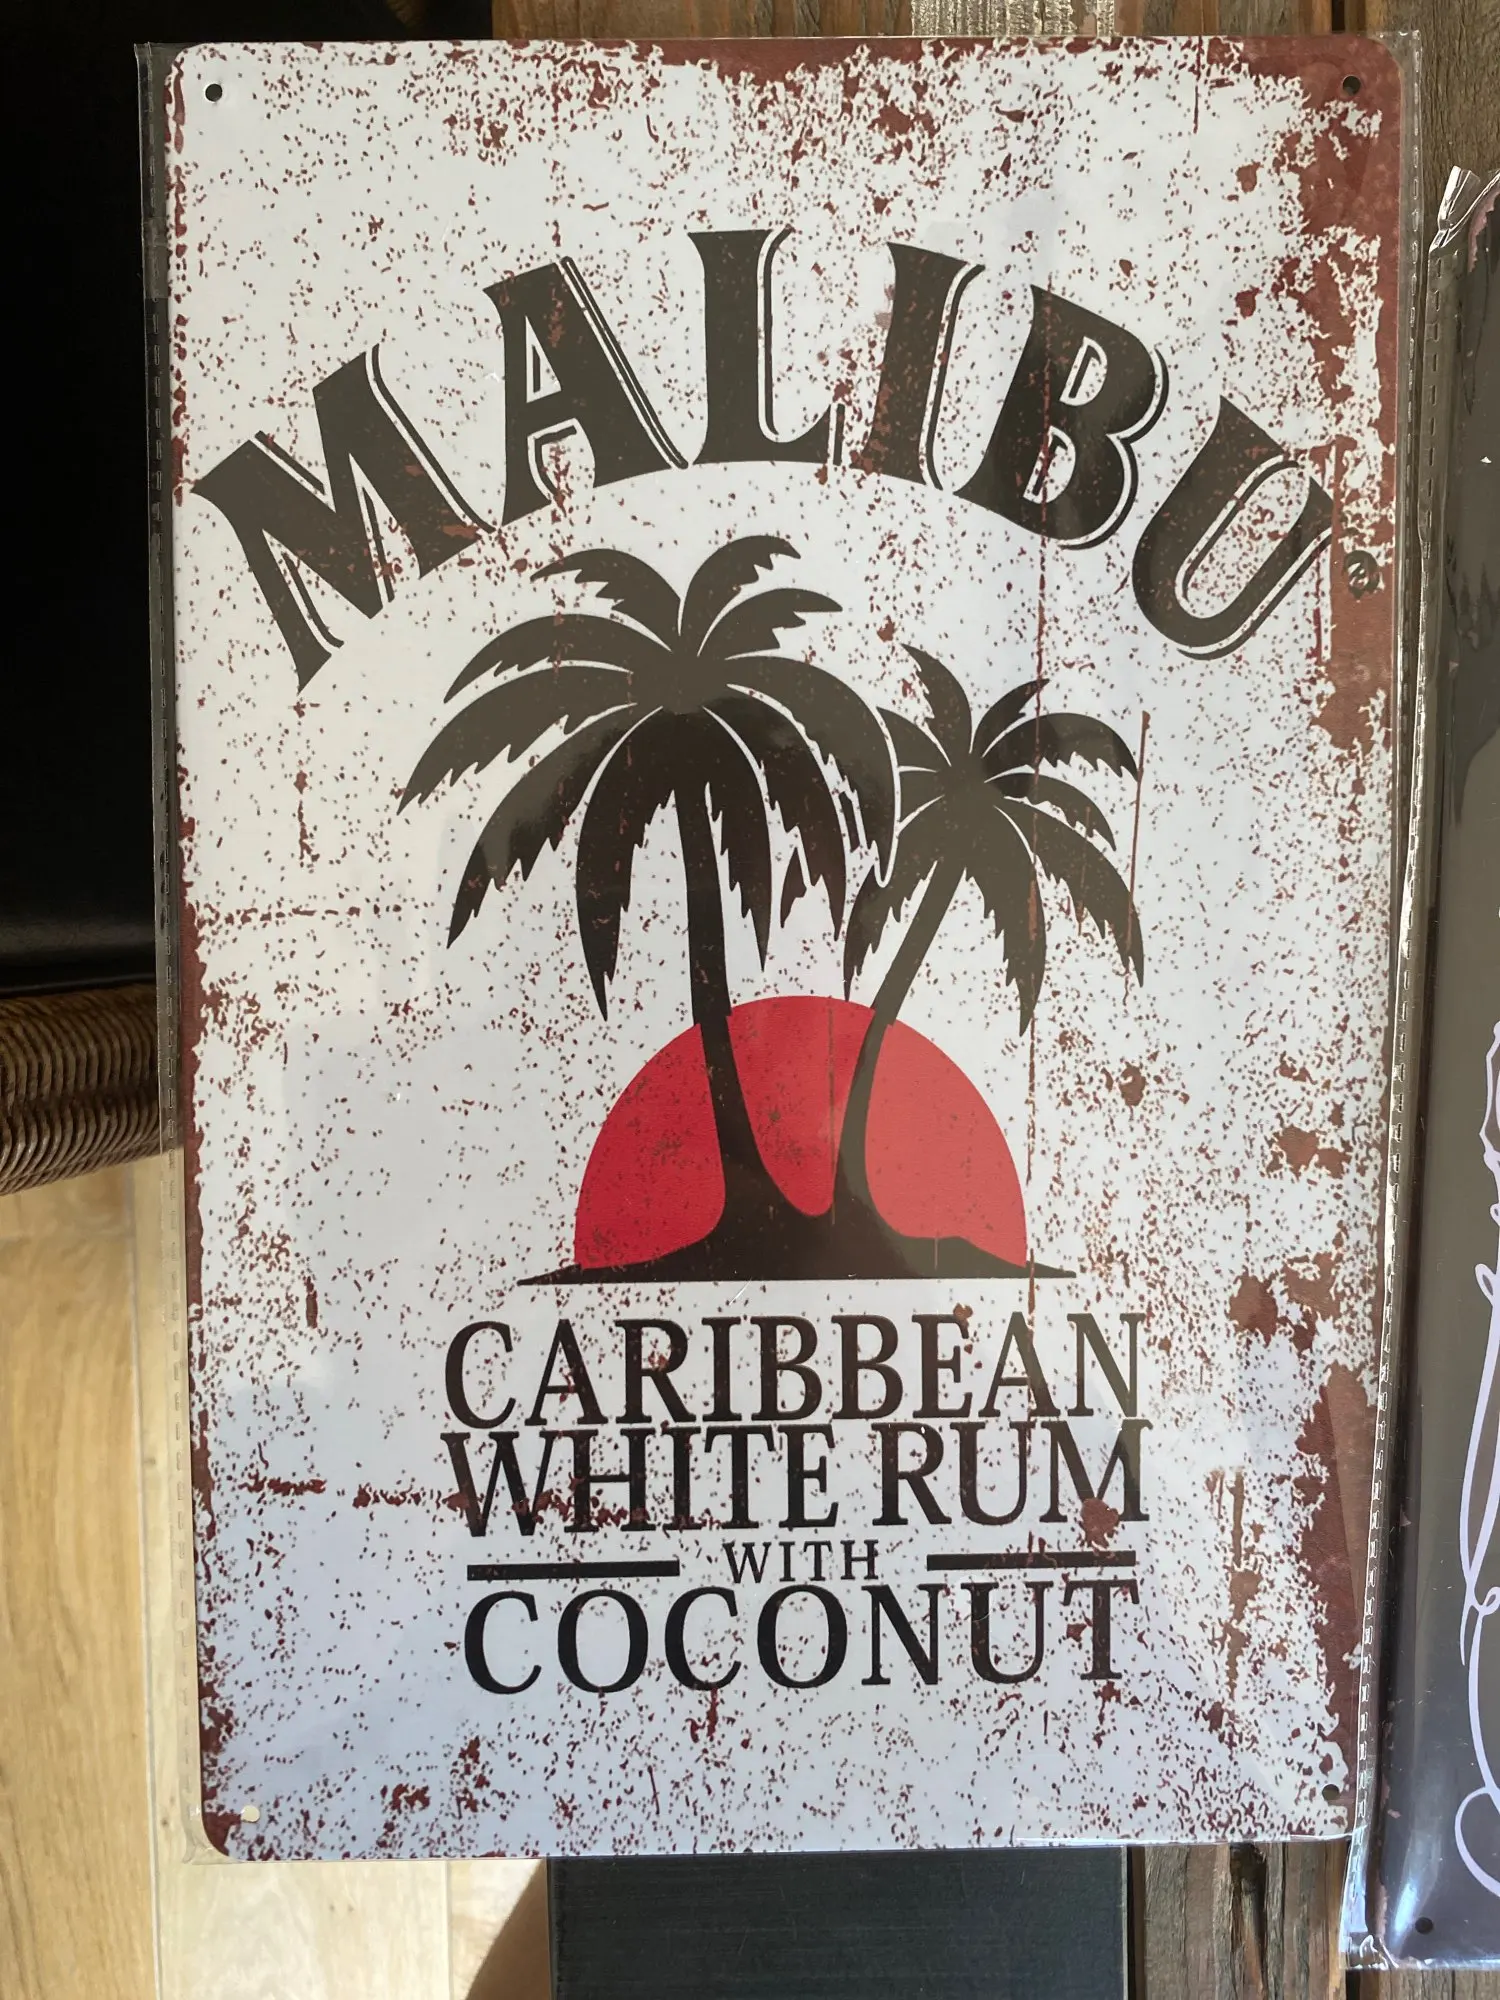 MALIBU
CARIBBEAN
WHITE RUM
WITH
COCONUT